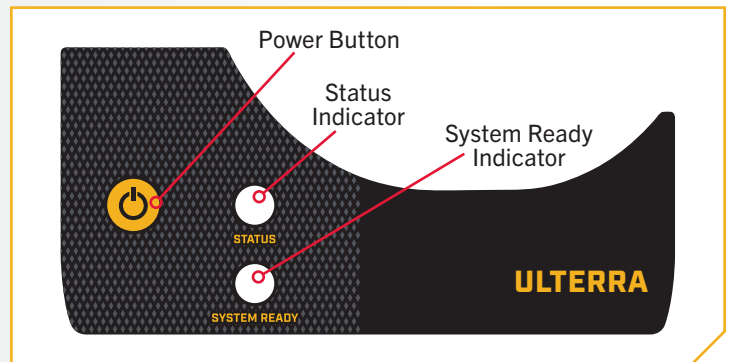 Power Button
Status
Indicator
System Ready
Indicator
STATUS
ULTERRA
SYSTEM READY